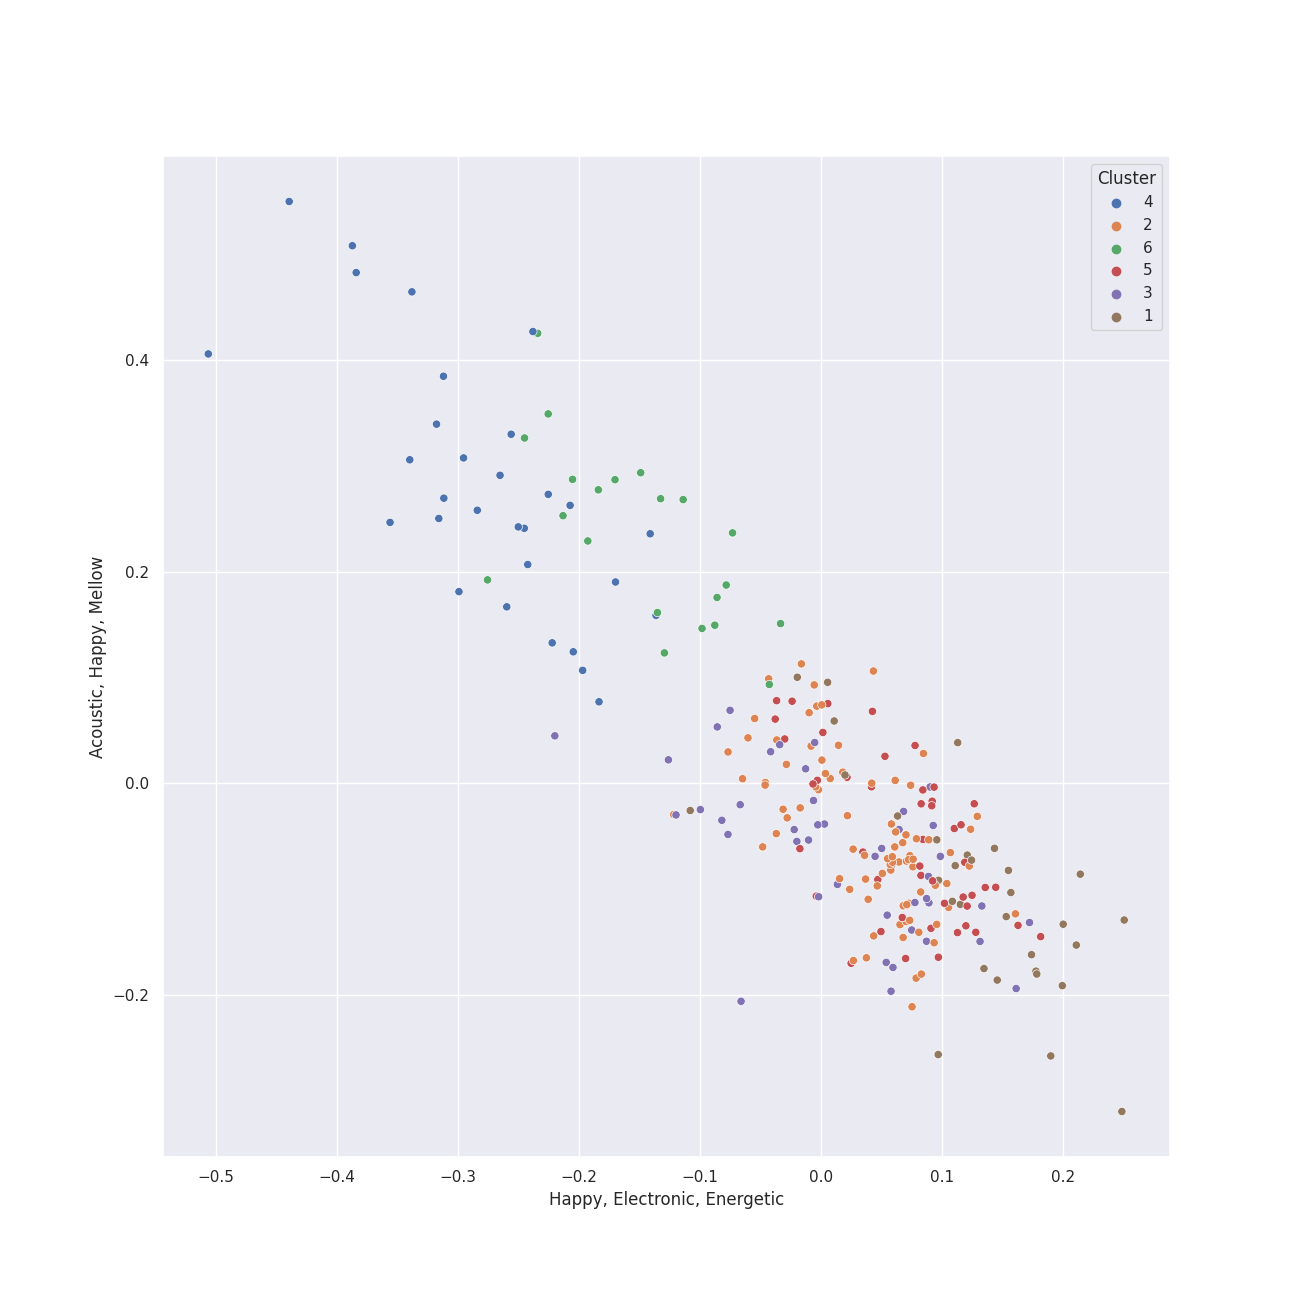 Cluster
4
2
6
5
3
1
0.4
0.2
0.0
−0.2
Acoustic, Happy, Mellow
−0.5 −0.4 −0.3 −0.2 −0.1 0.0 0.1 0.2
Happy, Electronic, Energetic